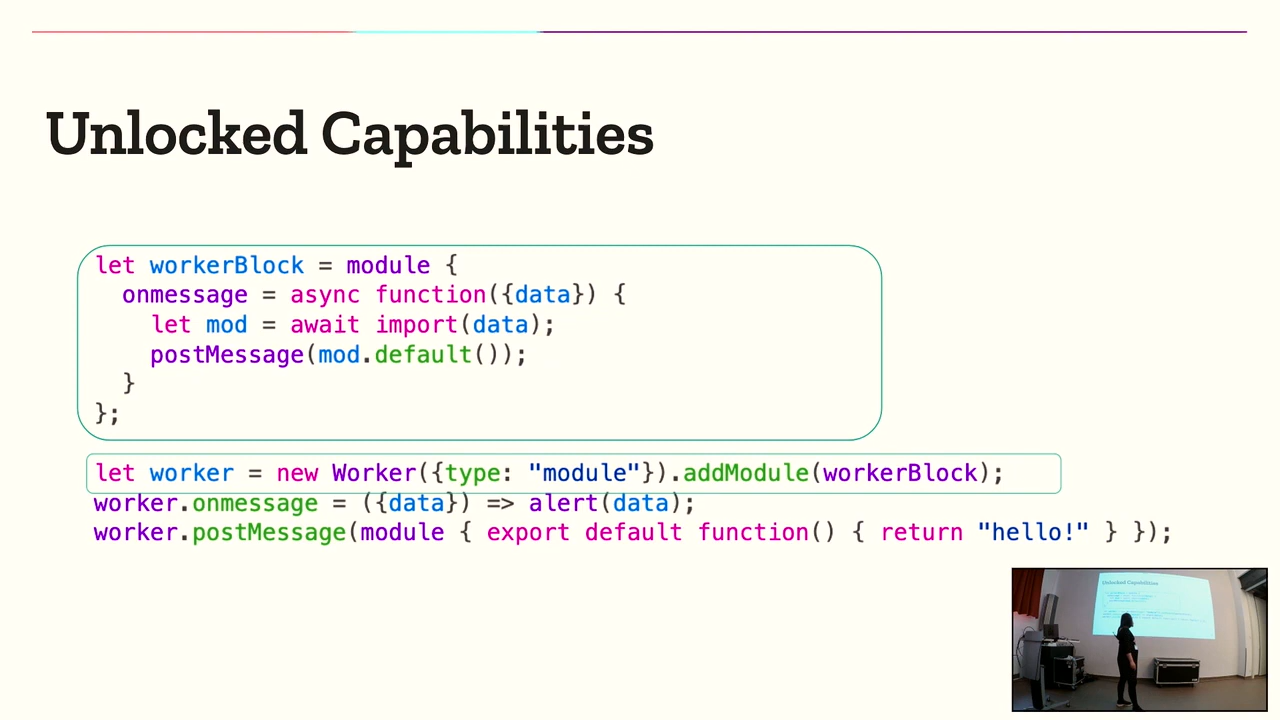 Unlocked Capabilities
let workerBlock = module {
  onmessage = async function({data}) {
    let mod = await import(data);
    postMessage(mod.default());
  }
};
let worker = new Worker({type: "module"}).addModule(workerBlock);
worker.onmessage = ({data}) => alert(data);
worker.postMessage(module { export default function() { return "hello!" } });
Unlocked Capabilities